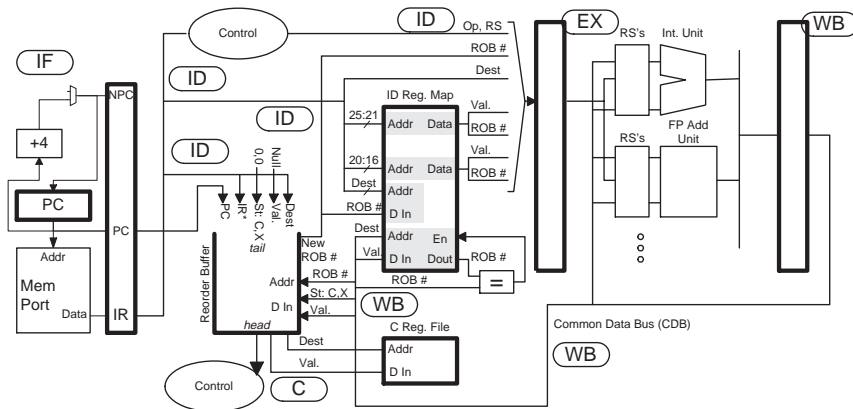 Control
ID
Op, RS
EX
RS's
Int. Unit
WB
ROB #
IF
NPC
ID
Dest
ID Reg. Map
+4
25:21
Addr
Data
Val.
ROB #
FP Add
Unit
RS's
ID
ID
0,0
Null
20:16
Addr
Data
Val.
ROB #
PC
Dest
Addr
PC
IR*
St: C,X
Val.
Dest
ROB #
D In
PC
tail
New
ROB #
Dest
Addr
En
Val.
D In
Dout
ROB #
Addr
Mem
Port
Data
IR
Reorder Buffer
Addr
ROB #
ROB #
=
St: C,X
D In
WB
Val.
head
C Reg. File
Common Data Bus (CDB)
Dest
Addr
WB
Val.
D In
Control
C